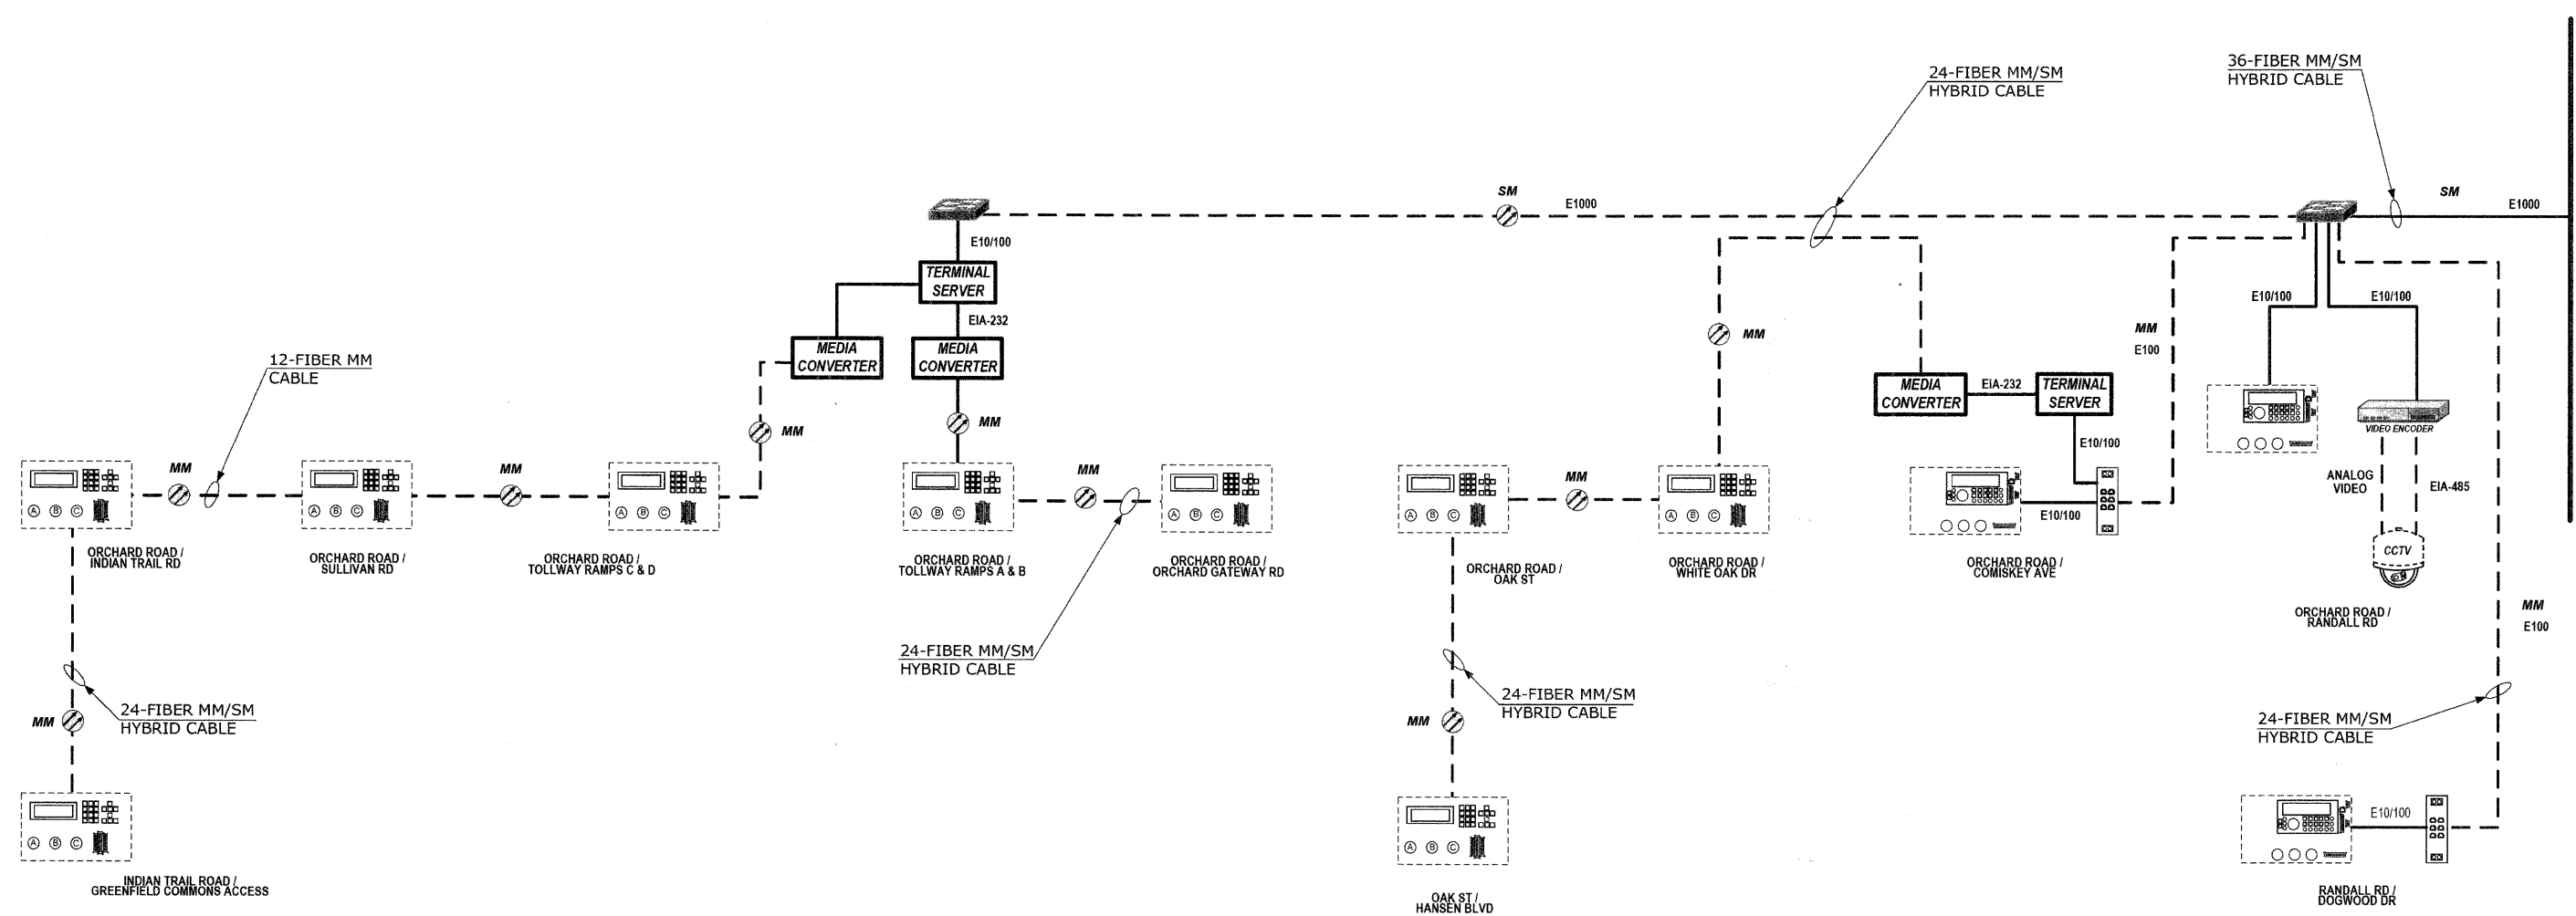 36-FIBER MM/SM
HYBRID CABLE
24-FIBER MM/SM
HYBRID CABLE
SM
E1000
SM
E1000
E10/100
TERMINAL
SERVER
EIA-232
MEDIA
CONVERTER
MEDIA
CONVERTER
MM
MM
12-FIBER MM
CABLE
MM
MM
MM
MM
MM
E10/100
E10/100
MM
E100
MEDIA
CONVERTER
EIA-232
TERMINAL
SERVER
E10/100
E10/100
VIDEO ENCODER
ANALOG
VIDEO
EIA-485
CCTV
A B C
A B C
A B C
A B C
A B C
A B C
A B C
ORCHARD ROAD /
INDIAN TRAIL RD
ORCHARD ROAD /
SULLIVAN RD
ORCHARD ROAD /
TOLLWAY RAMPS C & D
ORCHARD ROAD /
TOLLWAY RAMPS A & B
ORCHARD ROAD /
ORCHARD GATEWAY RD
ORCHARD ROAD /
OAK ST
ORCHARD ROAD /
WHITE OAK DR
ORCHARD ROAD /
COMISKEY AVE
ORCHARD ROAD /
RANDALL RD
MM
E100
24-FIBER MM/SM
HYBRID CABLE
24-FIBER MM/SM
HYBRID CABLE
24-FIBER MM/SM
HYBRID CABLE
24-FIBER MM/SM
HYBRID CABLE
MM
MM
A B C
A B C
E10/100
INDIAN TRAIL ROAD /
GREENFIELD COMMONS ACCESS
OAK ST /
HANSEN BLVD
RANDALL RD /
DOGWOOD DR